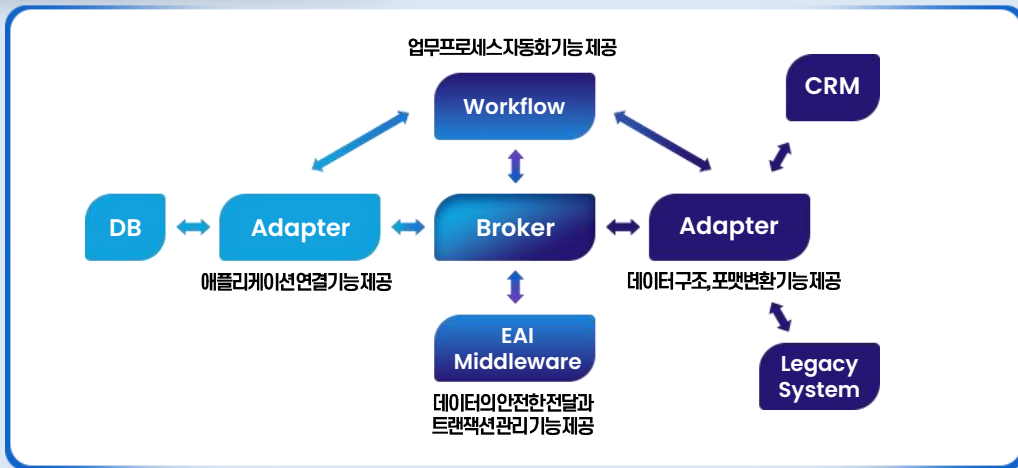 업무프로세스자동화기능 제공
Workflow
CRM
DB
Adapter
Broker
Adapter
애플리케이션 연결기능 제공
데이터 구조, 포맷변환 기능 제공
EAI
Middleware
Legacy
System
데이터의 안전한 전달과
트랜잭션 관리 기능 제공